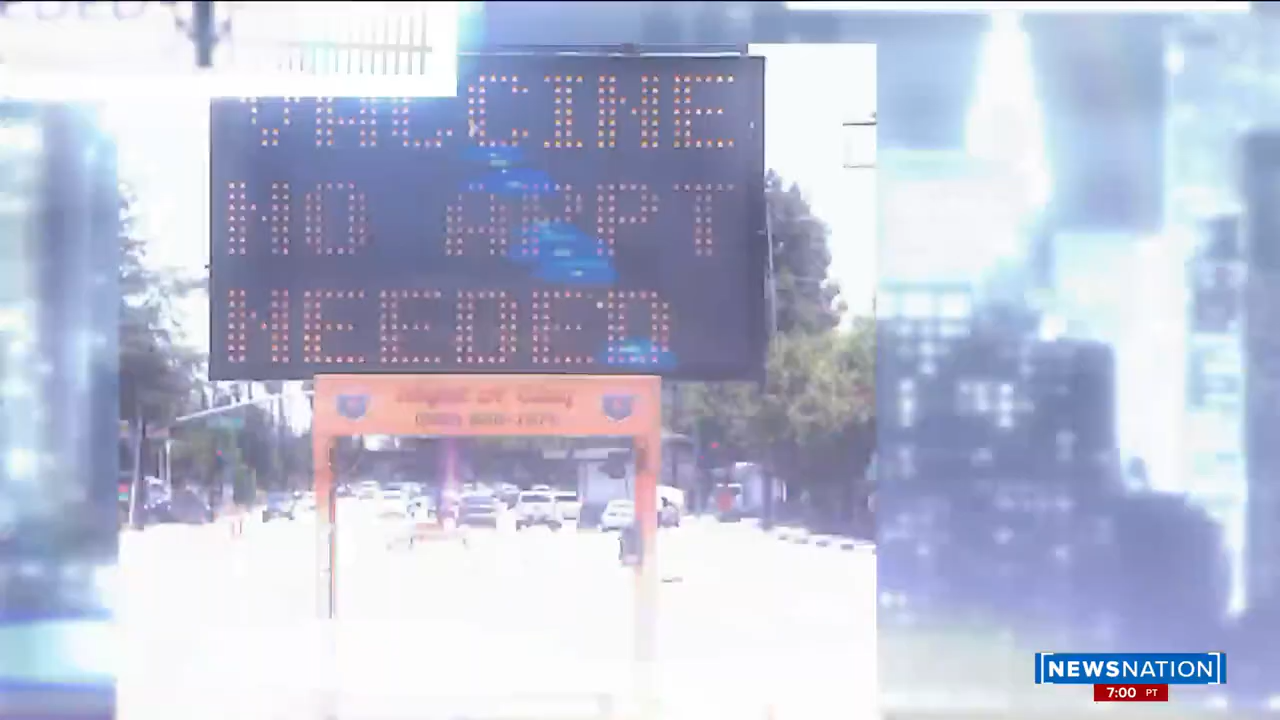 VACCINE
NO APPT
NEEDED
NEWSNATION
7:00 PT